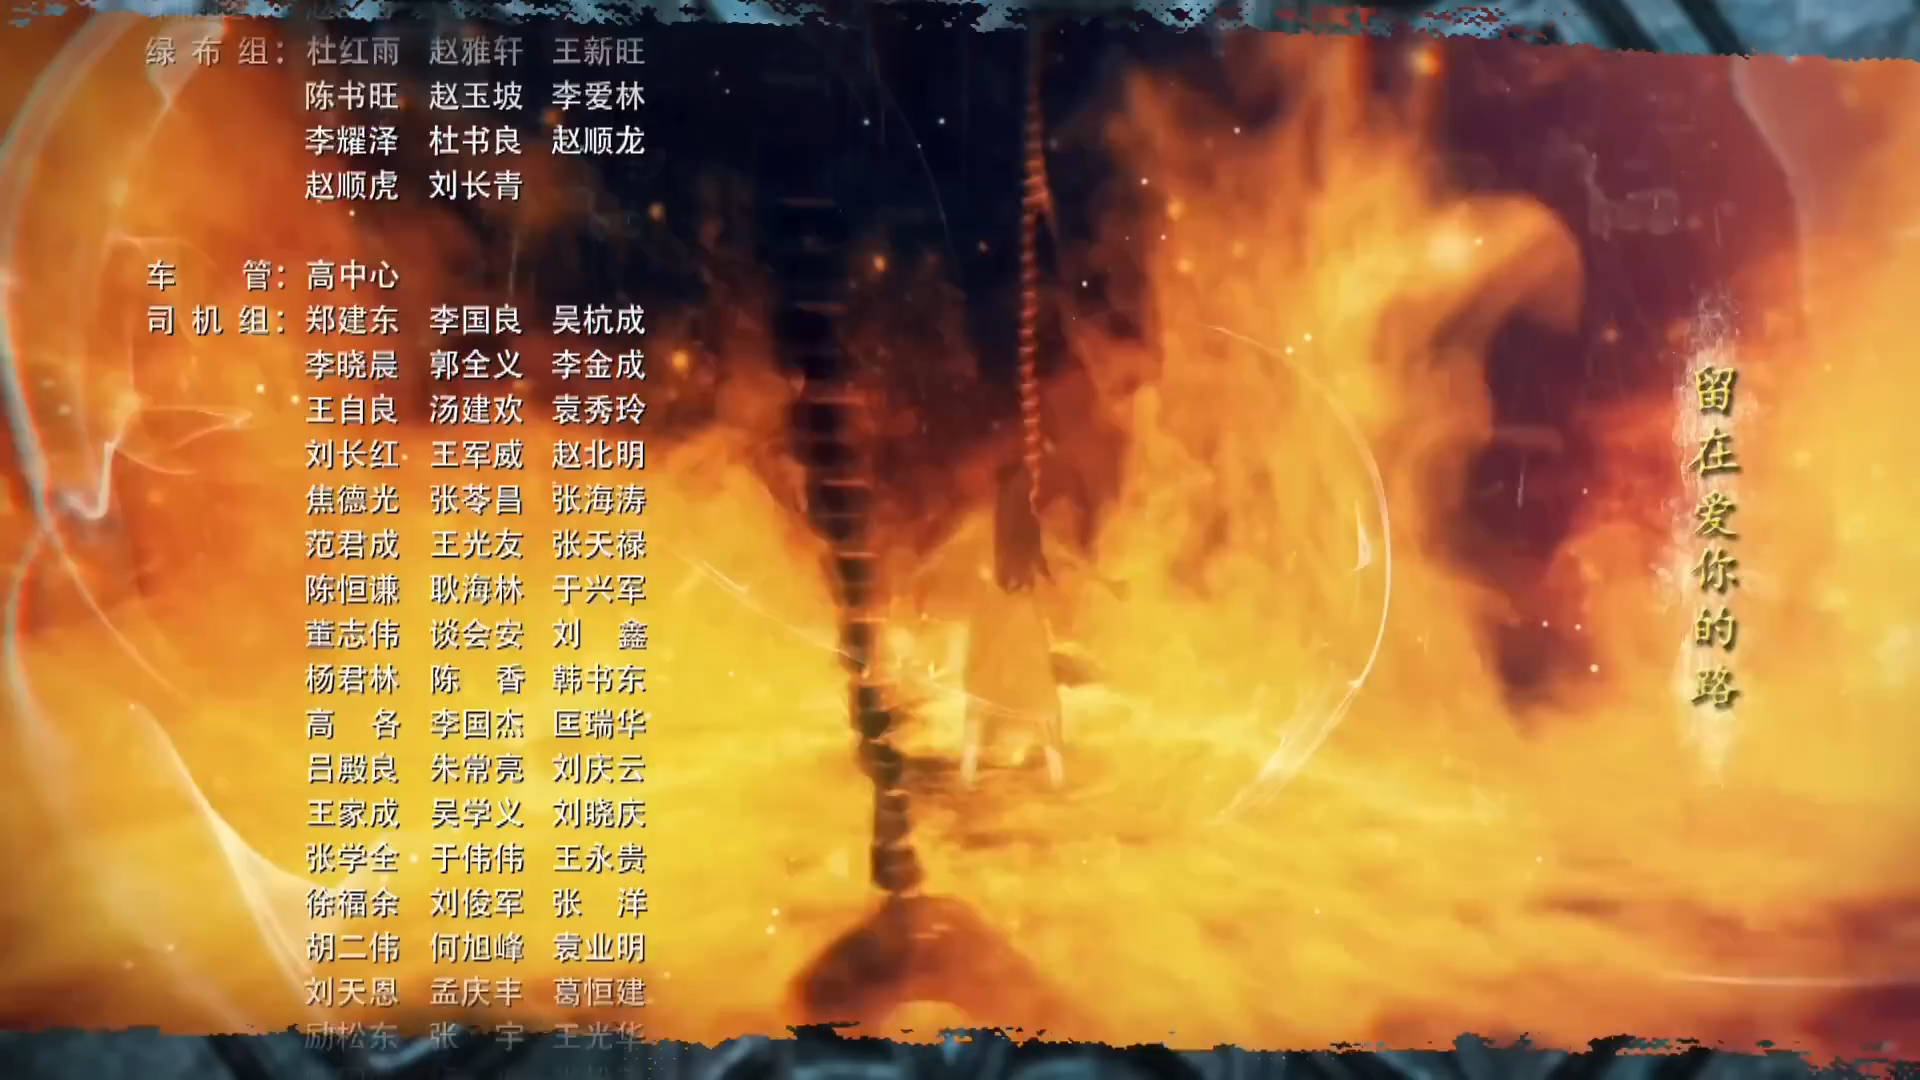 绿布组：杜红雨 赵雅轩 王新旺
陈书旺 赵玉坡 李爱林
李耀泽 杜书良 赵顺龙
赵顺虎 刘长青
车管：高中心
司机组：郑建东 李国良 吴杭成
李晓晨 郭全义 李金成
王自良 汤建欢 袁秀玲
刘长红 王军威 赵北明
焦德光 张苓昌 张海涛
范君成 王光友 张天禄
陈恒谦 耿海林 于兴军
董志伟 谈会安 刘鑫
杨君林 陈香 韩书东
高各 李国杰 匡瑞华
吕殿良 朱常亮 刘庆云
王家成 吴学义 刘晓庆
张学全 于伟伟 王永贵
徐福余 刘俊军 张洋
胡二伟 何旭峰 袁业明
刘天恩 孟庆丰 葛恒建
励松东 张宇 王光华
留在爱你的路